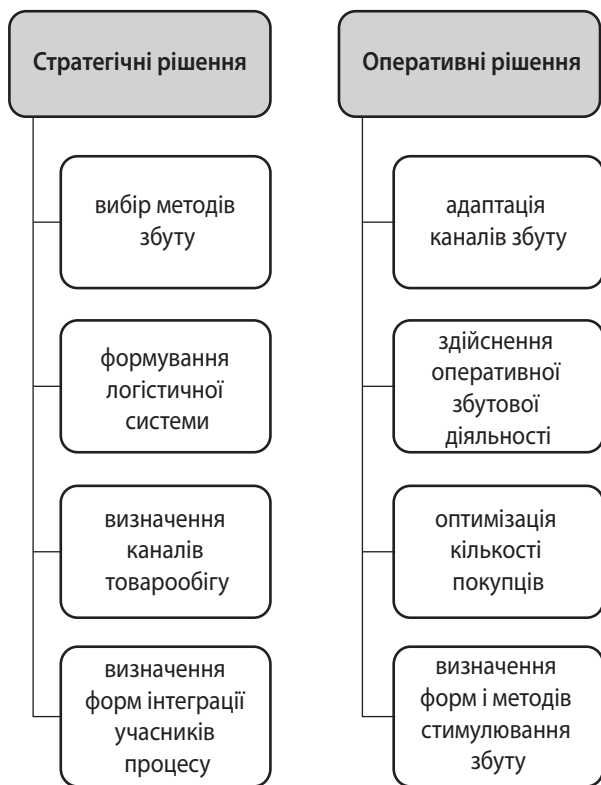 Стратегічні рішення
вибір методів
збуту
формування
логістичної
системи
визначення
каналів
товарообігу
визначення
форм інтеграції
учасників
процесу
Оперативні рішення
адаптація
каналів збуту
здійснення
оперативної
збутової
діяльності
оптимізація
кількості
покупців
визначення
форм і методів
стимулювання
збуту